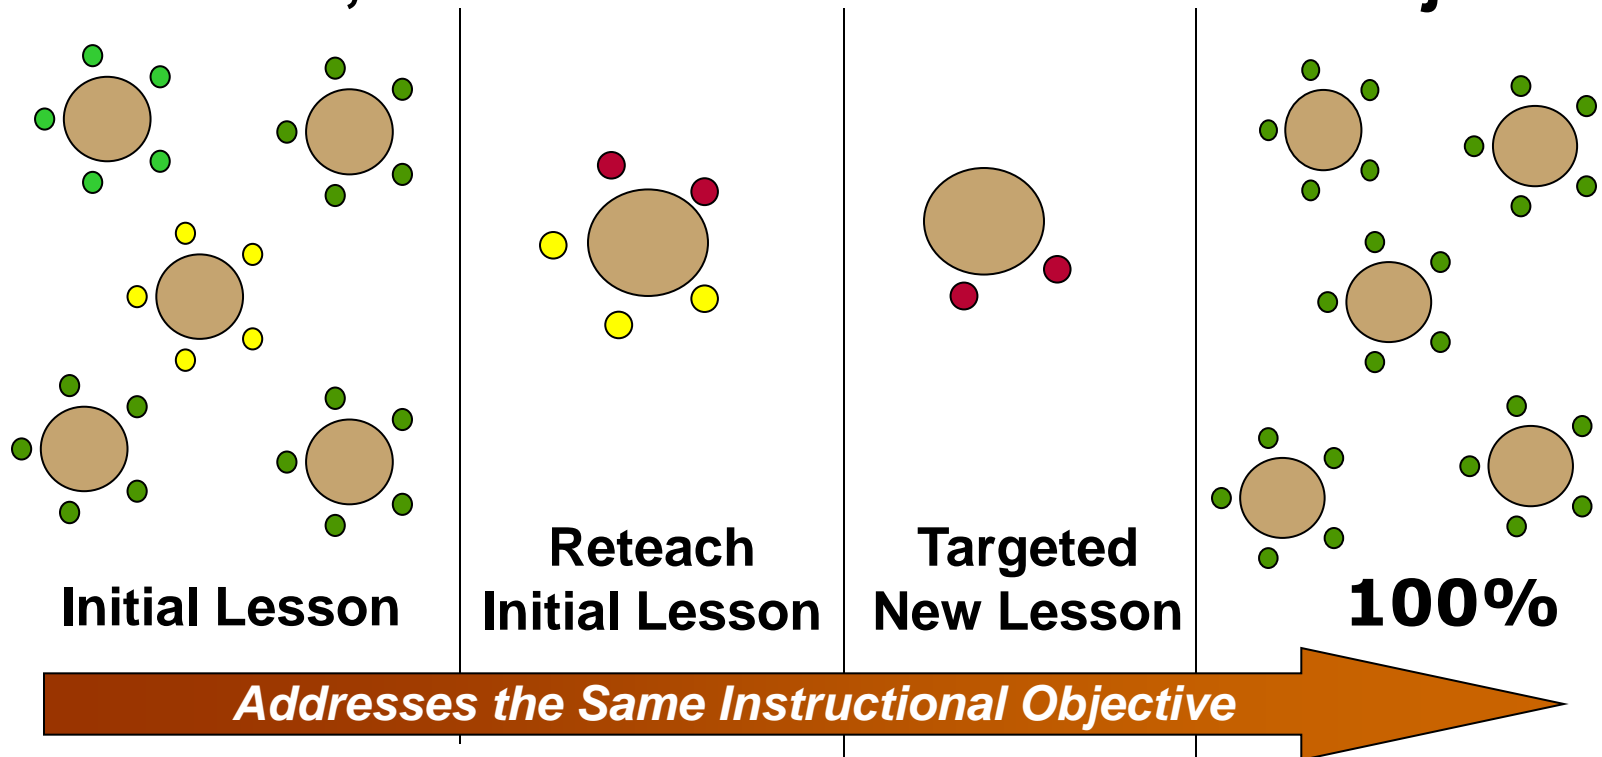 Initial Lesson
Reteach
Initial Lesson
Targeted
New Lesson
100%
Addresses the Same Instructional Objective